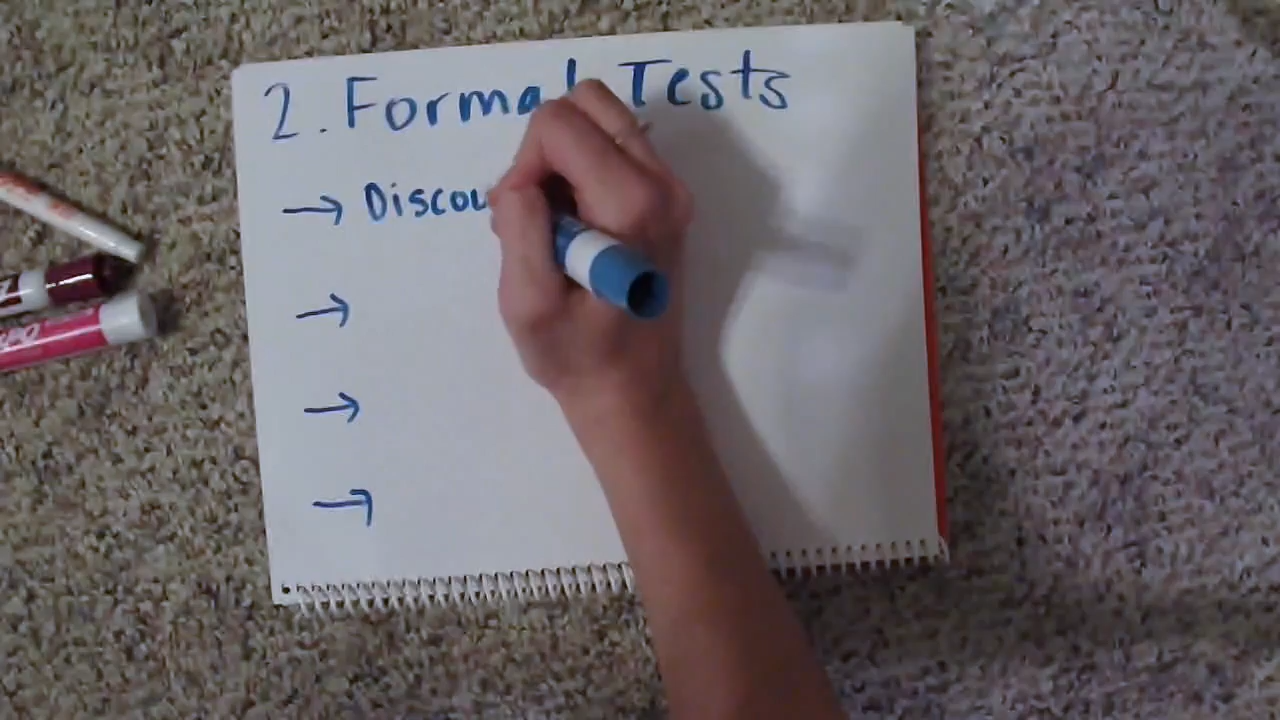 2. Formal Tests
→ Discou
→
→
→